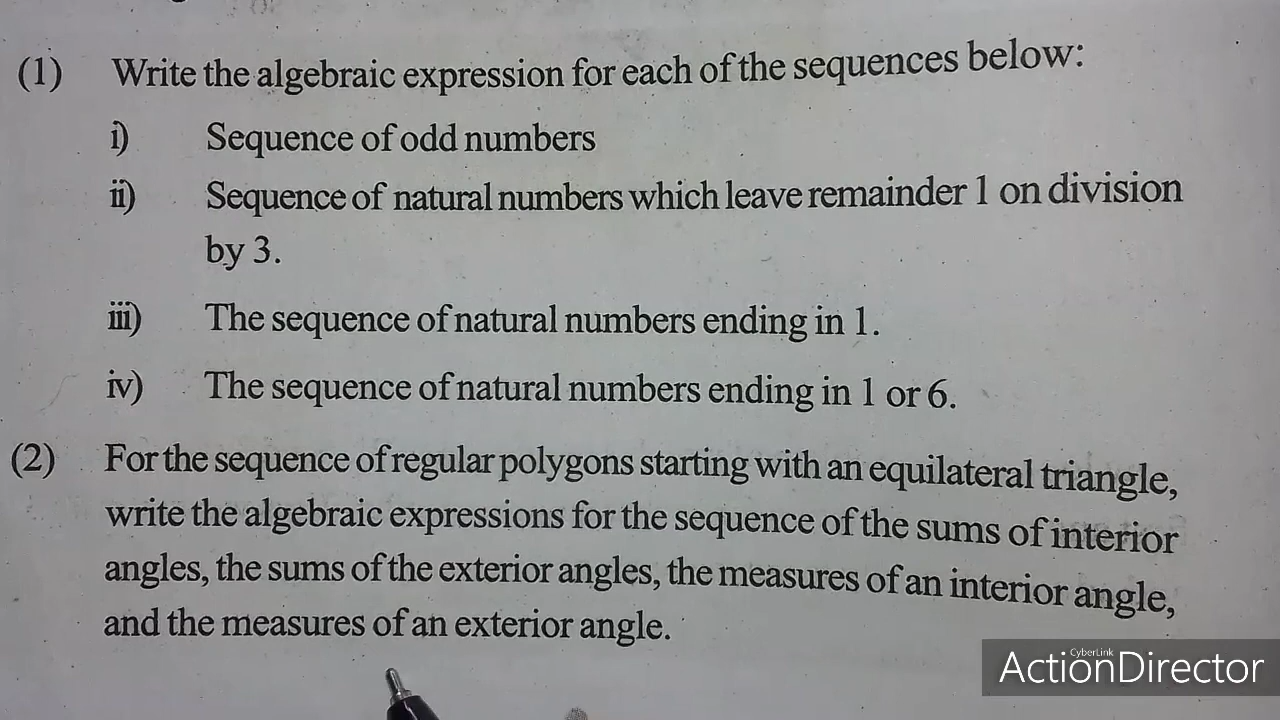 (1) Write the algebraic expression for each of the sequences below:
i) Sequence of odd numbers
ii) Sequence of natural numbers which leave remainder 1 on division
by 3.
iii) The sequence of natural numbers ending in 1.
iv) The sequence of natural numbers ending in 1 or 6.
(2) For the sequence of regular polygons starting with an equilateral triangle,
write the algebraic expressions for the sequence of the sums of interior
angles, the sums of the exterior angles, the measures of an interior angle,
and the measures of an exterior angle.
CyberLink
ActionDirector